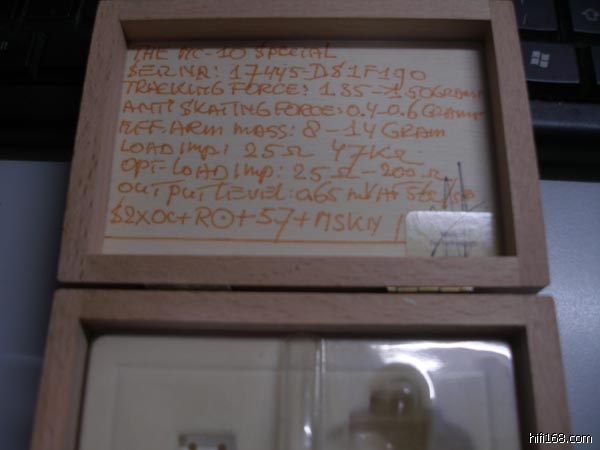 THE MC-10 SPECIAL
SER NR: 17445-D81F190
TRACKING FORCE: 1.35-1.50GRAM
ANTI SKATING FORCE: 0.4-0.6 GRAM
REF. ARM MASS: 8-14 GRAM
LOAD IMP: 25Ω 47KΩ
OPT-LOAD IMP: 25Ω-200Ω
OUTPUT LEVEL: 0.65 mV AT
hifi168.com